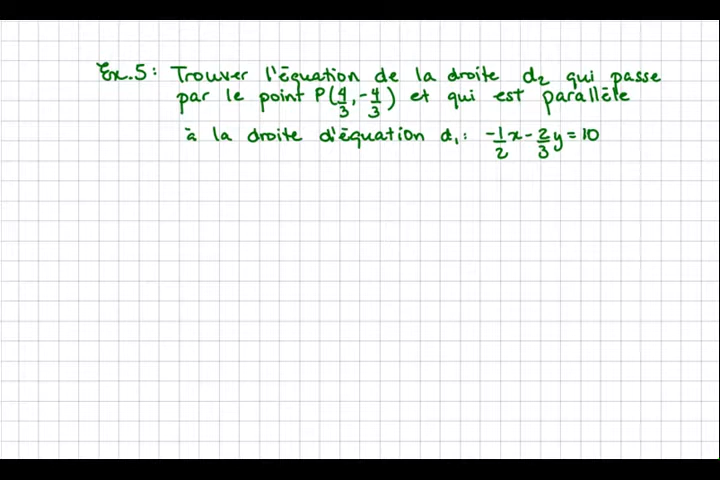 Ex.5: Trouver l'équation de la droite d₂ qui passe
par le point P(4/3, -4/3) et qui est parallèle
à la droite d'équation d₁: -1/2x - 2/3y = 10